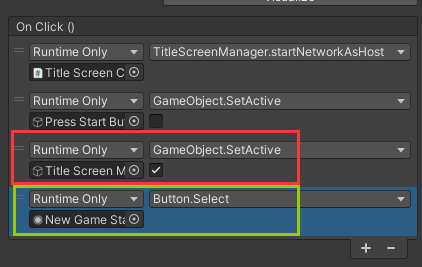 On Click ()
Runtime Only TitleScreenManager.startNetworkAsHost
Title Screen C
Runtime Only GameObject.SetActive
Press Start Bu
Runtime Only GameObject.SetActive
Title Screen M
Runtime Only Button.Select
New Game Sta